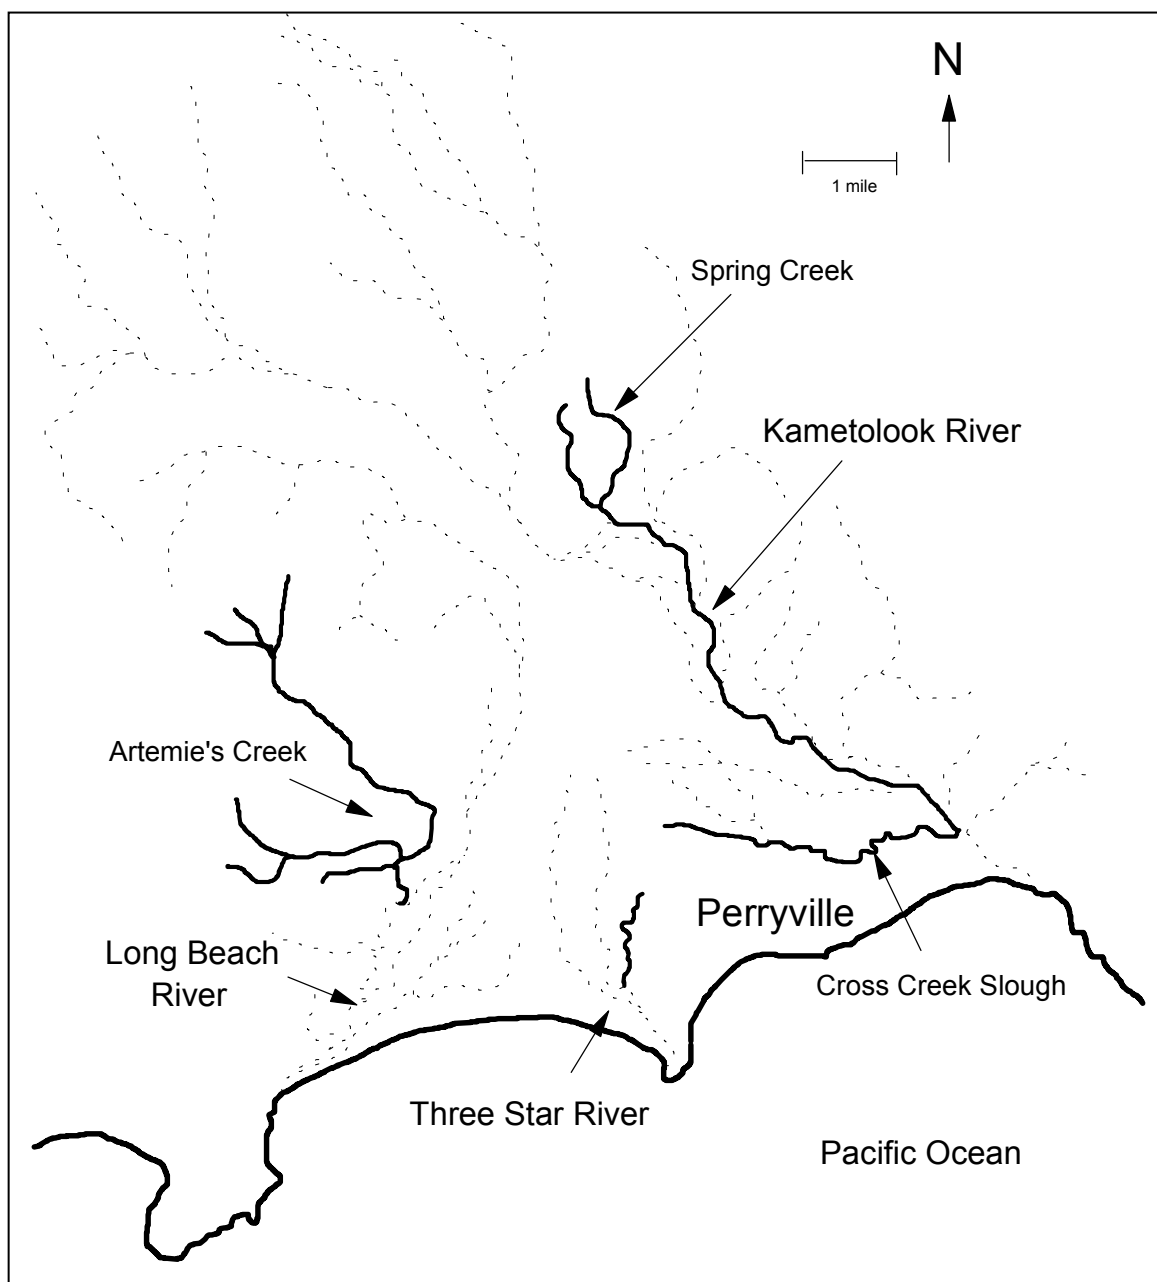 N
1 mile
Spring Creek
Kametolook River
Artemie's Creek
Perryville
Long Beach
River
Cross Creek Slough
Three Star River
Pacific Ocean